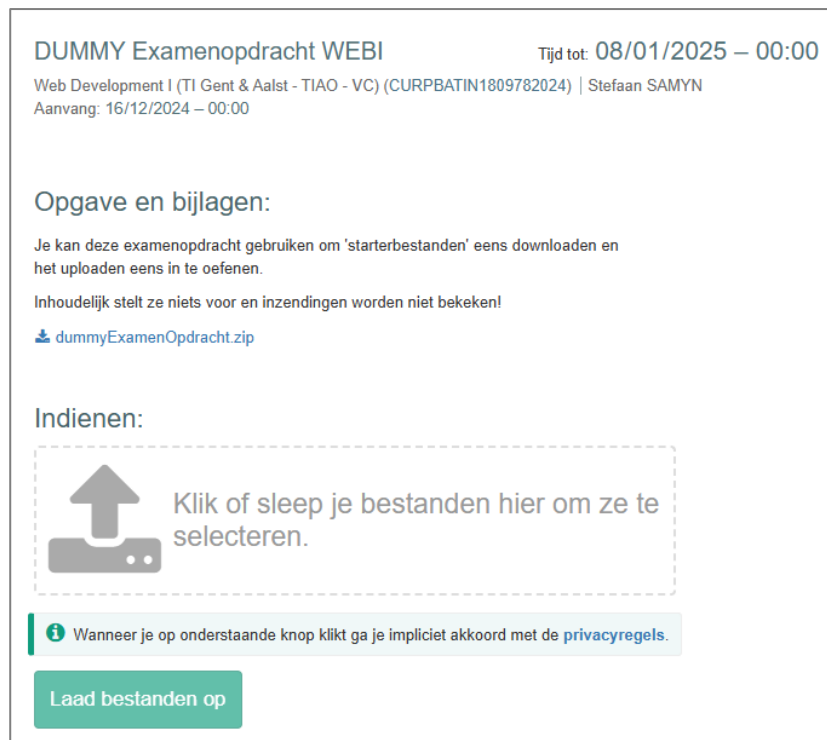 DUMMY Examenopdracht WEBI
Tijd tot: 08/01/2025 – 00:00
Web Development I (TI Gent & Aalst - TIAO - VC) (CURPBATIN1809782024) | Stefaan SAMYN
Aanvang: 16/12/2024 – 00:00
Opgave en bijlagen:
Je kan deze examenopdracht gebruiken om 'starterbestanden' eens downloaden en
het uploaden eens in te oefenen.
Inhoudelijk stelt ze niets voor en inzendingen worden niet bekeken!
dummyExamenOpdracht.zip
Indienen:
Klik of sleep je bestanden hier om ze te
selecteren.
Wanneer je op onderstaande knop klikt ga je impliciet akkoord met de privacyregels.
Laad bestanden op